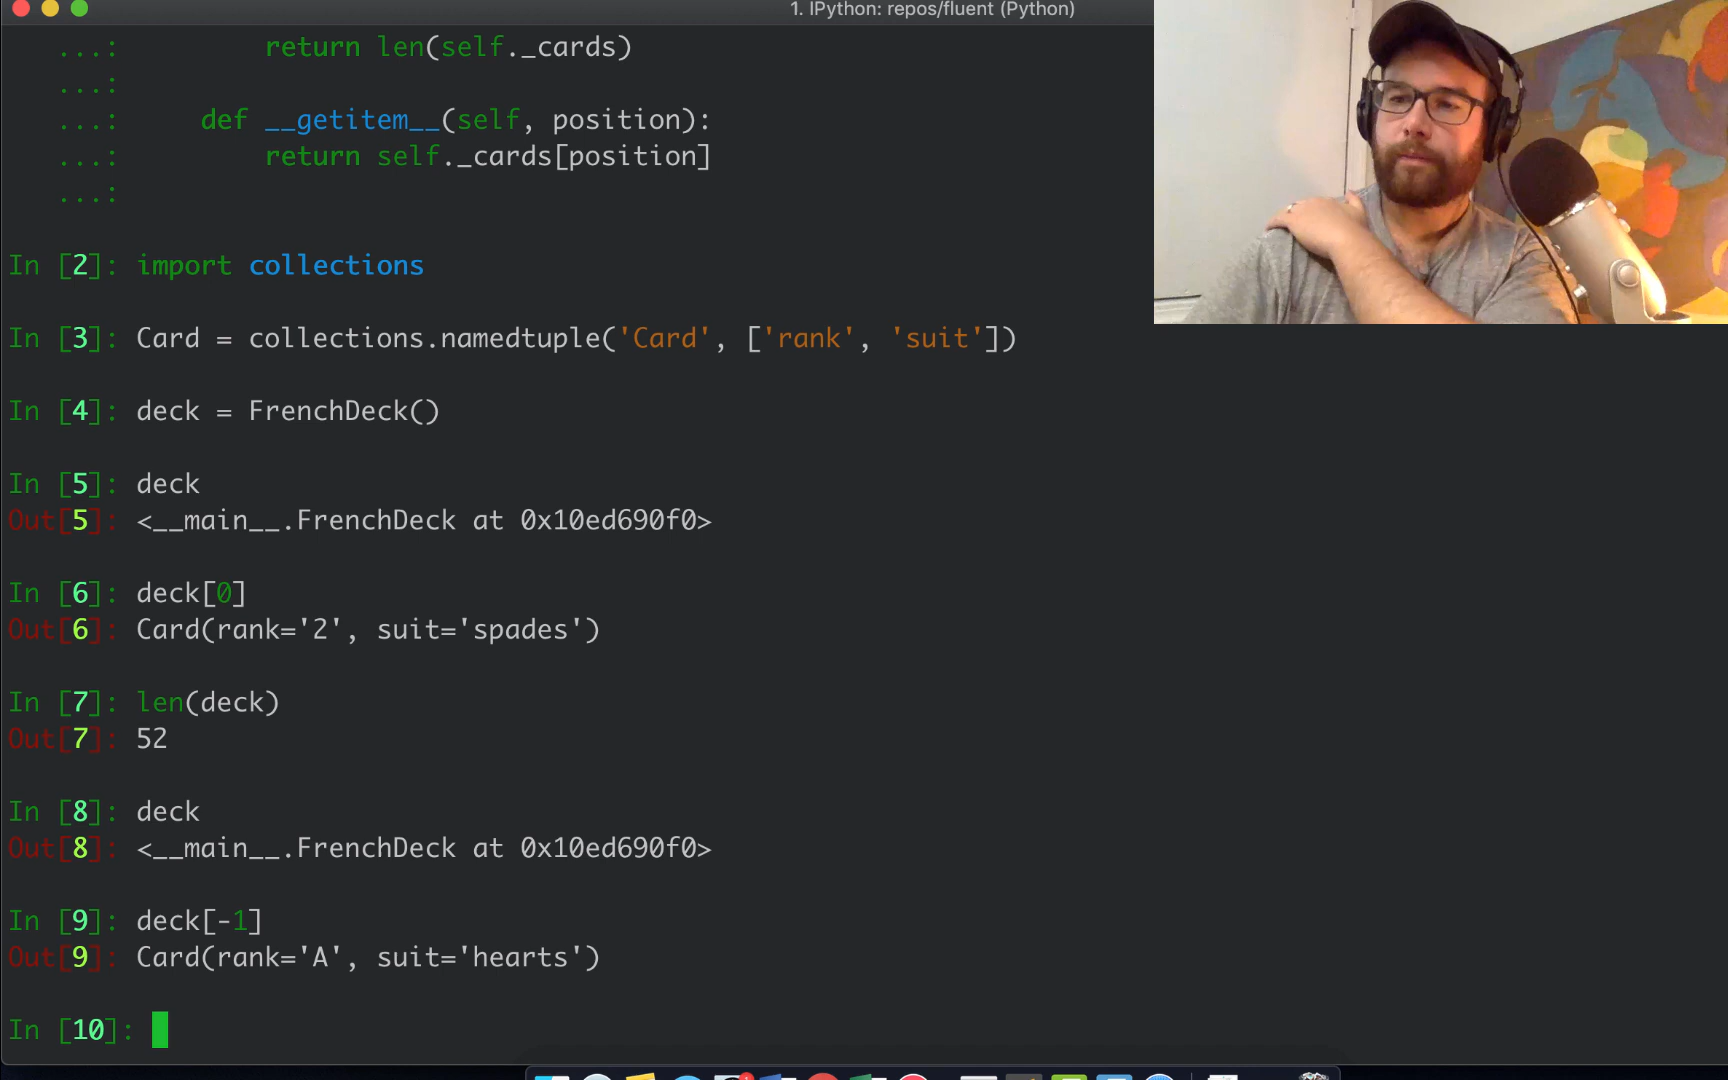 1. IPython: repos/fluent (Python)
...:         return len(self._cards)
...:
...:     def __getitem__(self, position):
...:         return self._cards[position]
...:
In [2]: import collections
In [3]: Card = collections.namedtuple('Card', ['rank', 'suit'])
In [4]: deck = FrenchDeck()
In [5]: deck
Out[5]: <__main__.FrenchDeck at 0x10ed690f0>
In [6]: deck[0]
Out[6]: Card(rank='2', suit='spades')
In [7]: len(deck)
Out[7]: 52
In [8]: deck
Out[8]: <__main__.FrenchDeck at 0x10ed690f0>
In [9]: deck[-1]
Out[9]: Card(rank='A', suit='hearts')
In [10]: